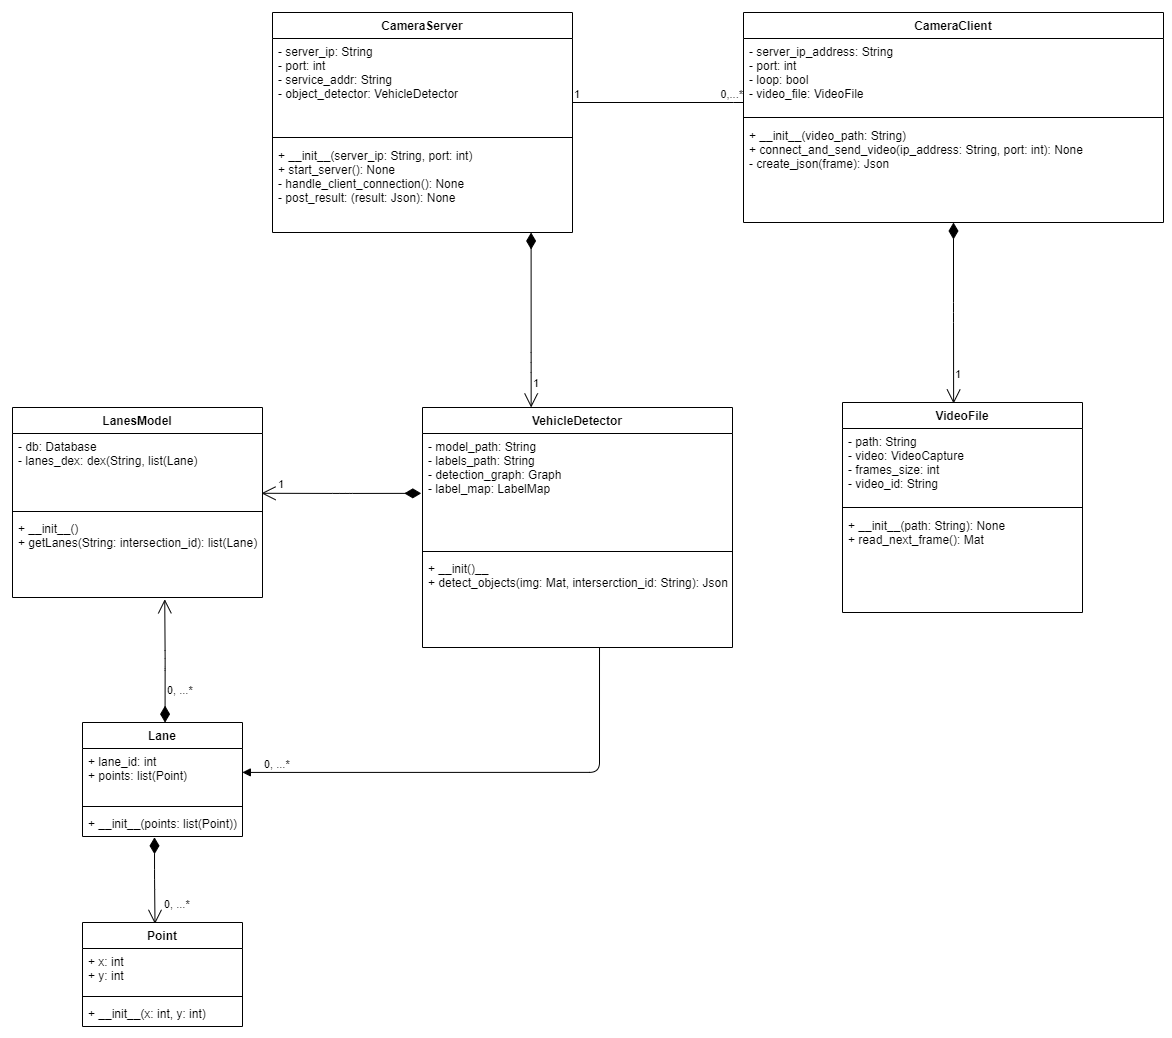 CameraServer
- server_ip: String
- port: int
- service_addr: String
- object_detector: VehicleDetector
+ __init__(server_ip: String, port: int)
+ start_server(): None
- handle_client_connection(): None
- post_result: (result: Json): None
1
0,...*
CameraClient
- server_ip_address: String
- port: int
- loop: bool
- video_file: VideoFile
+ __init__(video_path: String)
+ connect_and_send_video(ip_address: String, port: int): None
- create_json(frame): Json
1
1
LanesModel
- db: Database
- lanes_dex: dex(String, list(Lane)
+ __init__()
+ getLanes(String: intersection_id): list(Lane)
1
VehicleDetector
- model_path: String
- labels_path: String
- detection_graph: Graph
- label_map: LabelMap
+ __init()__
+ detect_objects(img: Mat, interserction_id: String): Json
VideoFile
- path: String
- video: VideoCapture
- frames_size: int
- video_id: String
+ __init__(path: String): None
+ read_next_frame(): Mat
0, ...*
Lane
+ lane_id: int
+ points: list(Point)
+ __init__(points: list(Point))
0, ...*
0, ...*
Point
+ x: int
+ y: int
+ __init__(x: int, y: int)